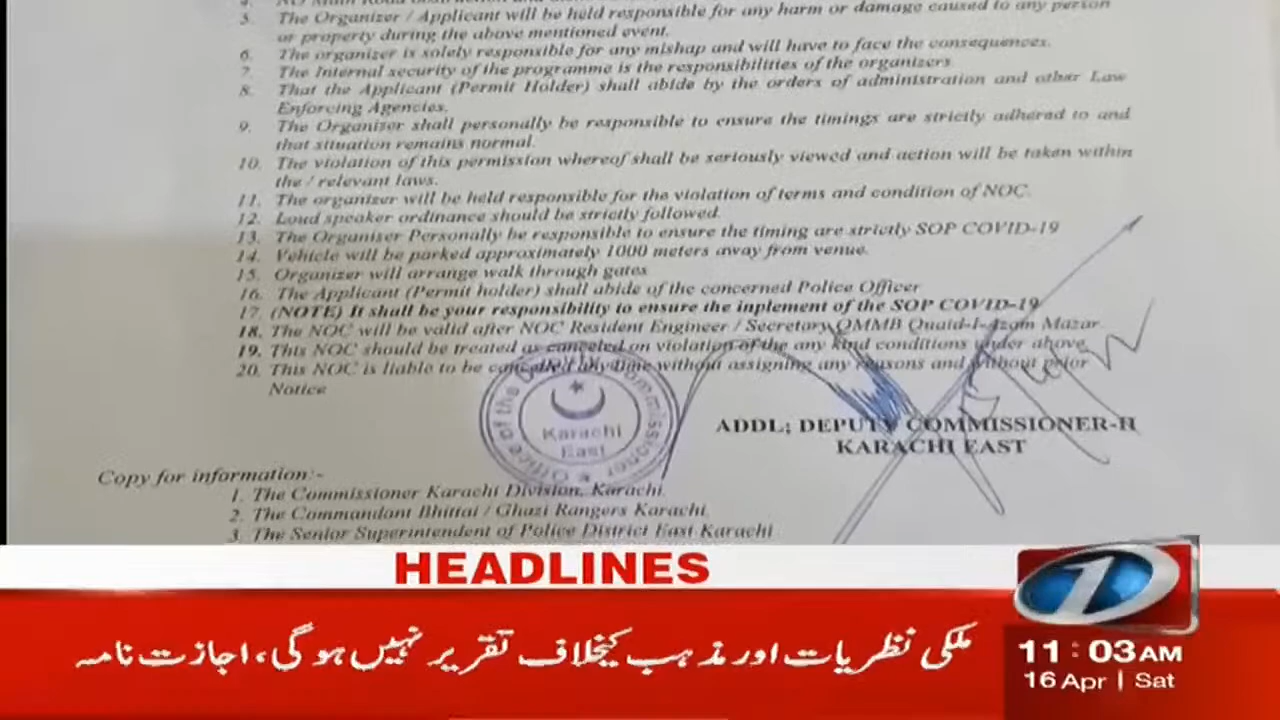 5. The Organizer / Applicant will be held responsible for any harm or damage caused to any person
or property during the above mentioned event.
6. The organizer is solely responsible for any mishap and will have to face the consequences.
7. The Internal security of the programme is the responsibilities of the organizers
8. That the Applicant (Permit Holder) shall abide by the orders of administration and other Law
Enforcing Agencies.
9. The Organizer shall personally be responsible to ensure the timings are strictly adhered to and
that situation remains normal.
10. The violation of this permission whereof shall be seriously viewed and action will be taken within
the / relevant laws.
11. The organizer will be held responsible for the violation of terms and condition of NOC.
12. Loud speaker ordinance should be strictly followed.
13. The Organiser Personally be responsible to ensure the timing are strictly SOP COVID-19
14. Vehicle will be parked approximately 1000 meters away from venue.
15. Organizer will arrange walk through gates
16. The Applicant (Permit holder) shall abide of the concerned Police Officer
17. (NOTE) It shall be your responsibility to ensure the inplement of the SOP COVID-19
18. The NOC will be valid after NOC Resident Engineer / Secretary QMMB Quaid-I-Azam Mazar
19. This NOC should be treated as canceled on violation of the any kind conditions under above
20. This NOC is liable to be cancelled any time without assigning any reasons and without prior
Notice
Office of the Deputy Commissioner
Karachi
East
ADDL; DEPUTY COMMISSIONER-II
KARACHI EAST
Copy for information:-
1. The Commissioner Karachi Division, Karachi
2. The Commandant Bhittai / Ghazi Rangers Karachi
3. The Senior Superintendent of Police District East Karachi
HEADLINES
ملکی نظریات اور مذہب کیخلاف تقریر نہیں ہو گی، اجازت نامہ
1
11:03AM
16 Apr | Sat